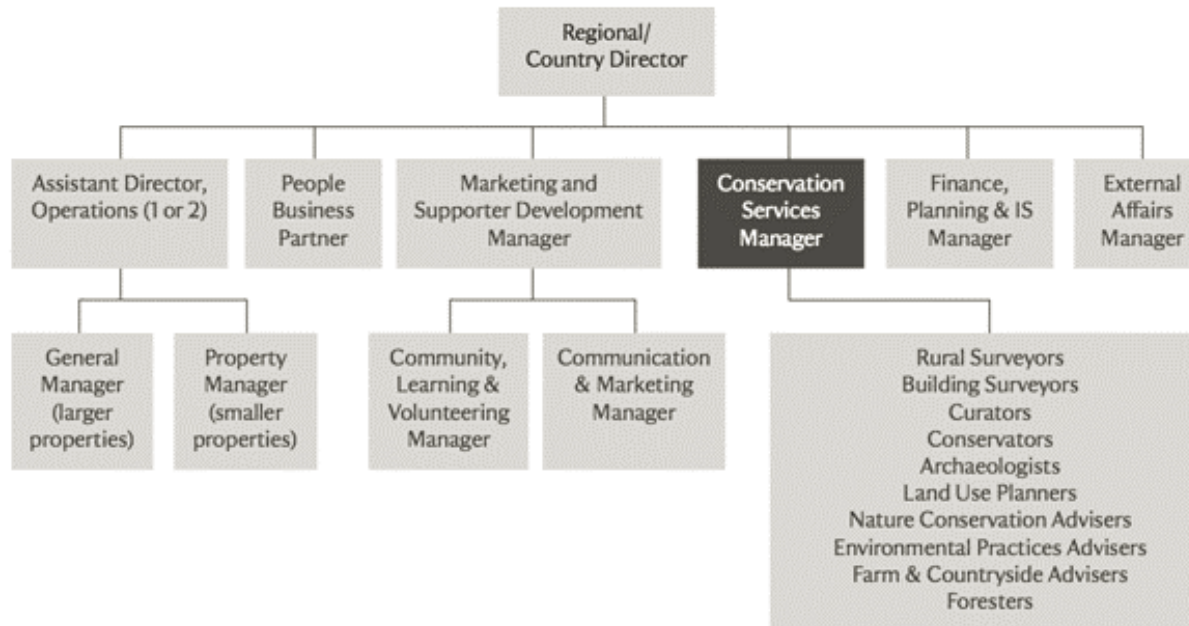 Regional/
Country Director
Assistant Director,
Operations (1 or 2)
People
Business
Partner
Marketing and
Supporter Development
Manager
Conservation
Services
Manager
Finance,
Planning & IS
Manager
External
Affairs
Manager
General
Manager
(larger
properties)
Property
Manager
(smaller
properties)
Community,
Learning &
Volunteering
Manager
Communication
& Marketing
Manager
Rural Surveyors
Building Surveyors
Curators
Conservators
Archaeologists
Land Use Planners
Nature Conservation Advisers
Environmental Practices Advisers
Farm & Countryside Advisers
Foresters